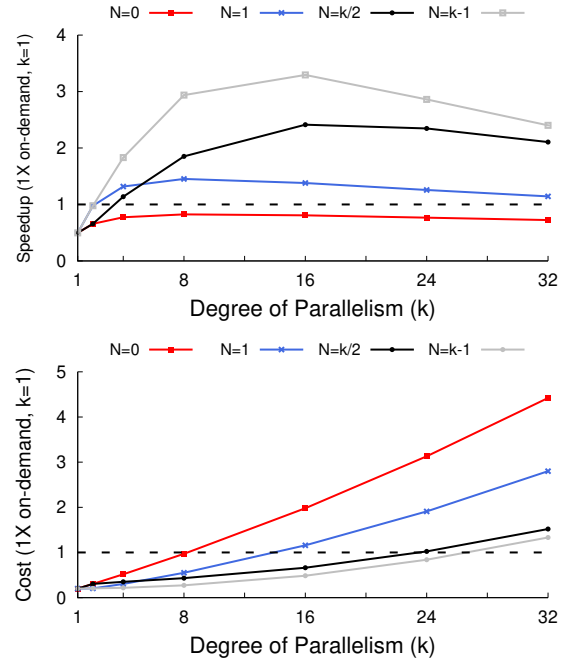 N=0 N=1 N=k/2 N=k-1
4
3
2
1
0
Speedup (1X on-demand, k=1)
1 8 16 24 32
Degree of Parallelism (k)
N=0 N=1 N=k/2 N=k-1
5
4
3
2
1
0
Cost (1X on-demand, k=1)
1 8 16 24 32
Degree of Parallelism (k)